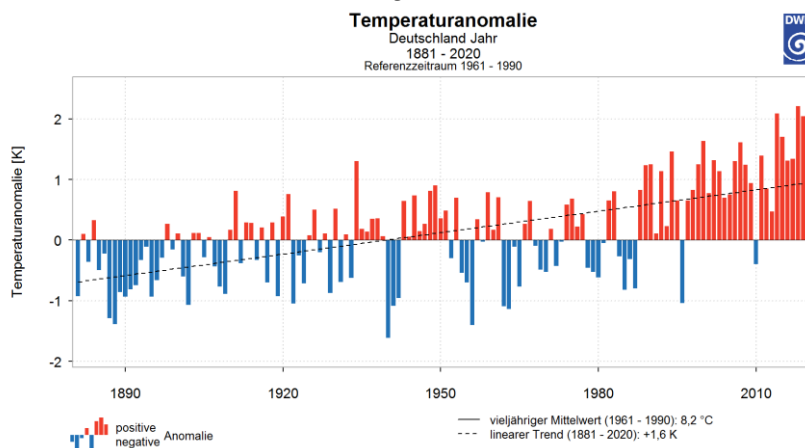 Temperaturanomalie
Deutschland Jahr
1881 - 2020
Referenzzeitraum 1961 - 1990
DW
Temperaturanomalie [K]
2
1
0
-1
-2
1890 1920 1950 1980 2010
positive
negative
Anomalie
vieljähriger Mittelwert (1961 - 1990): 8,2 °C
linearer Trend (1881 - 2020): +1,6 K